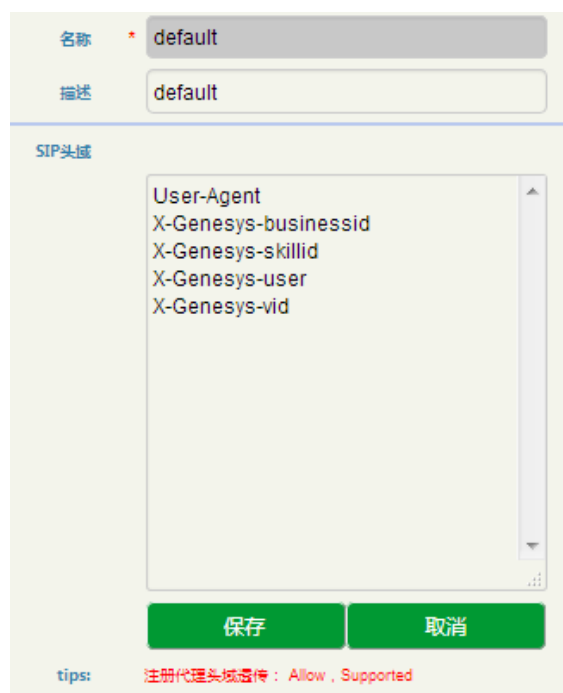 名称 * default
描述 default
SIP头域
User-Agent
X-Genesys-businessid
X-Genesys-skillid
X-Genesys-user
X-Genesys-vid
保存 取消
tips: 注册代理头域透传： Allow , Supported